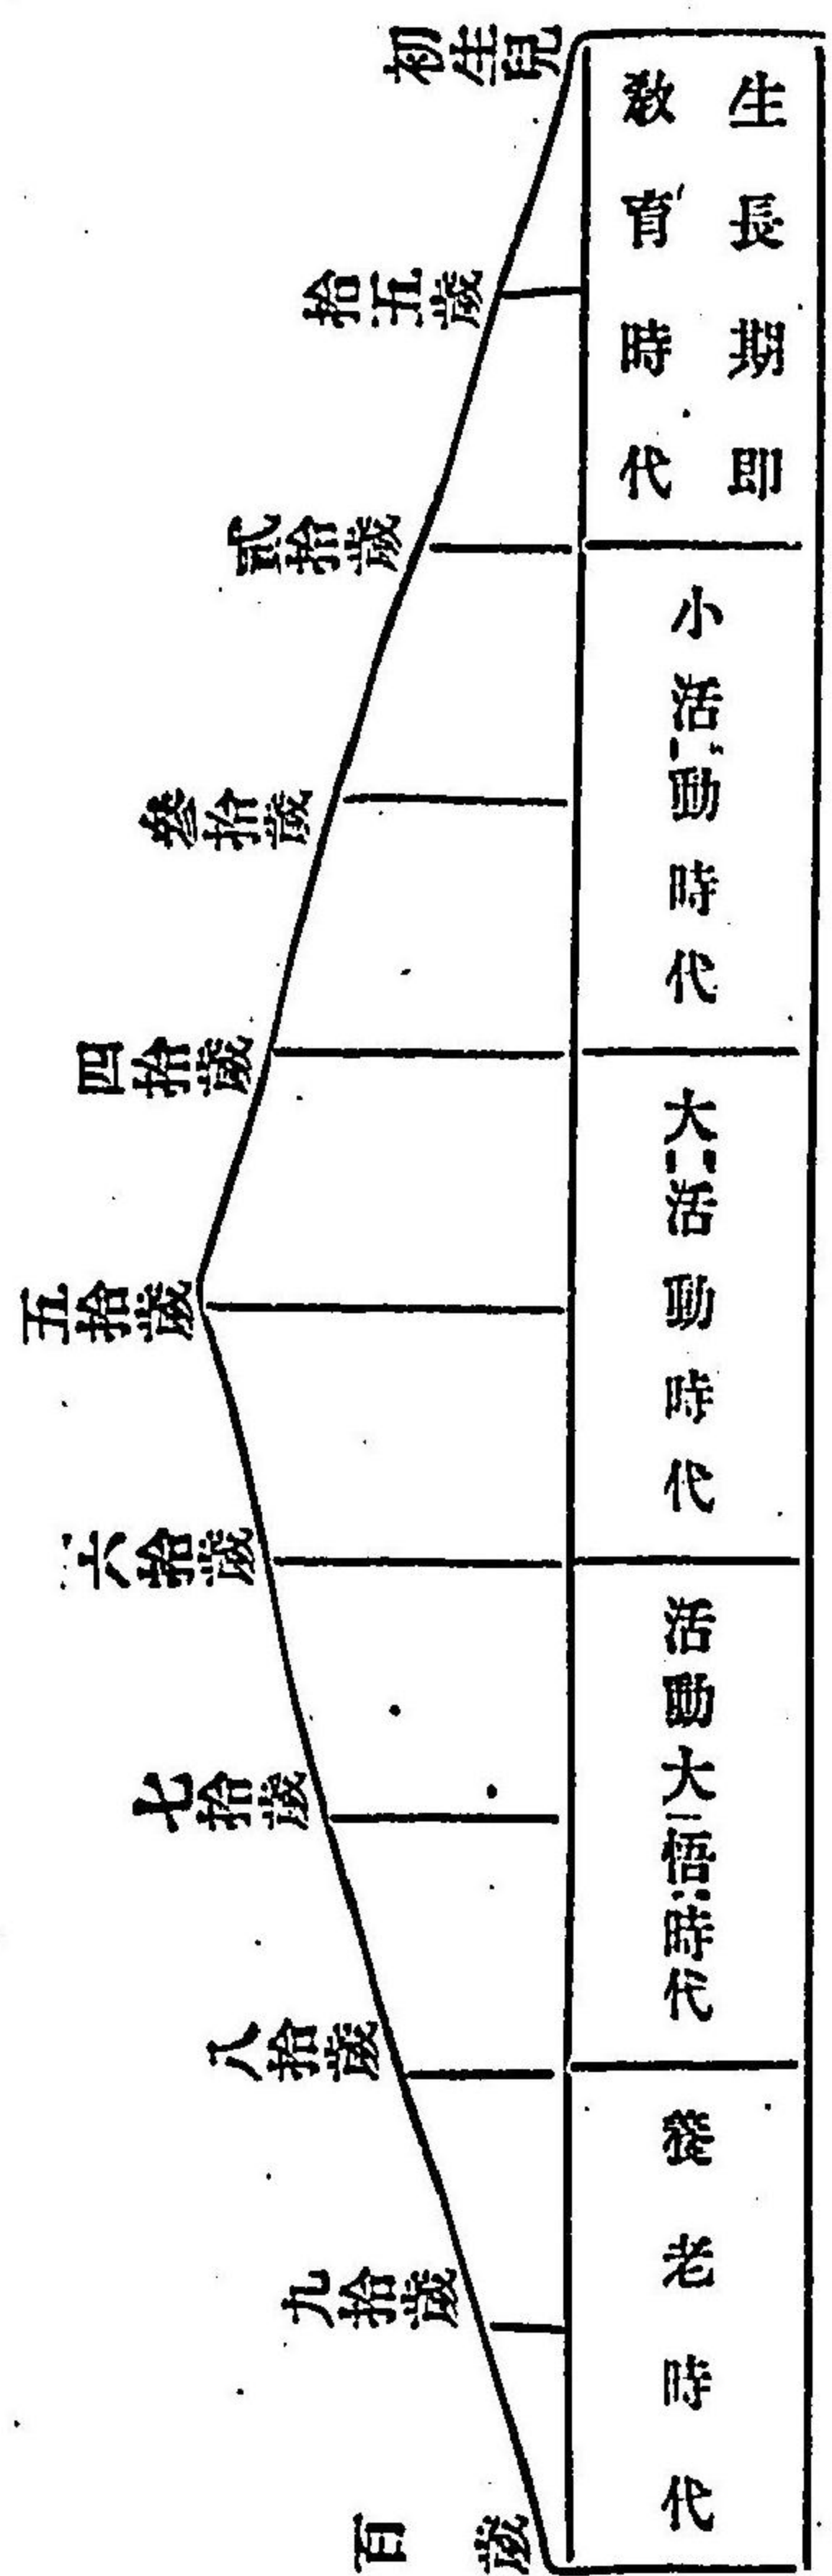 初生兒
拾五歲
貳拾歲
叄拾歲
四拾歲
五拾歲
六拾歲
七拾歲
八拾歲
九拾歲
百歲
生長期即
敎育時代
小活動時代
大活動時代
活動大悟時代
養老時代